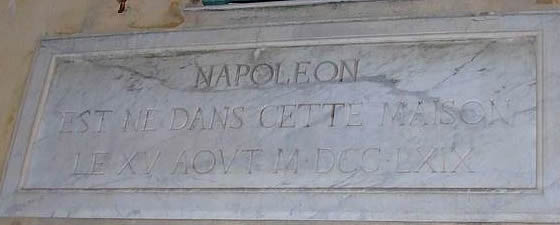 NAPOLEON
EST NE DANS CETTE MAISON
LE XV AOVT M·DCC·LXIX